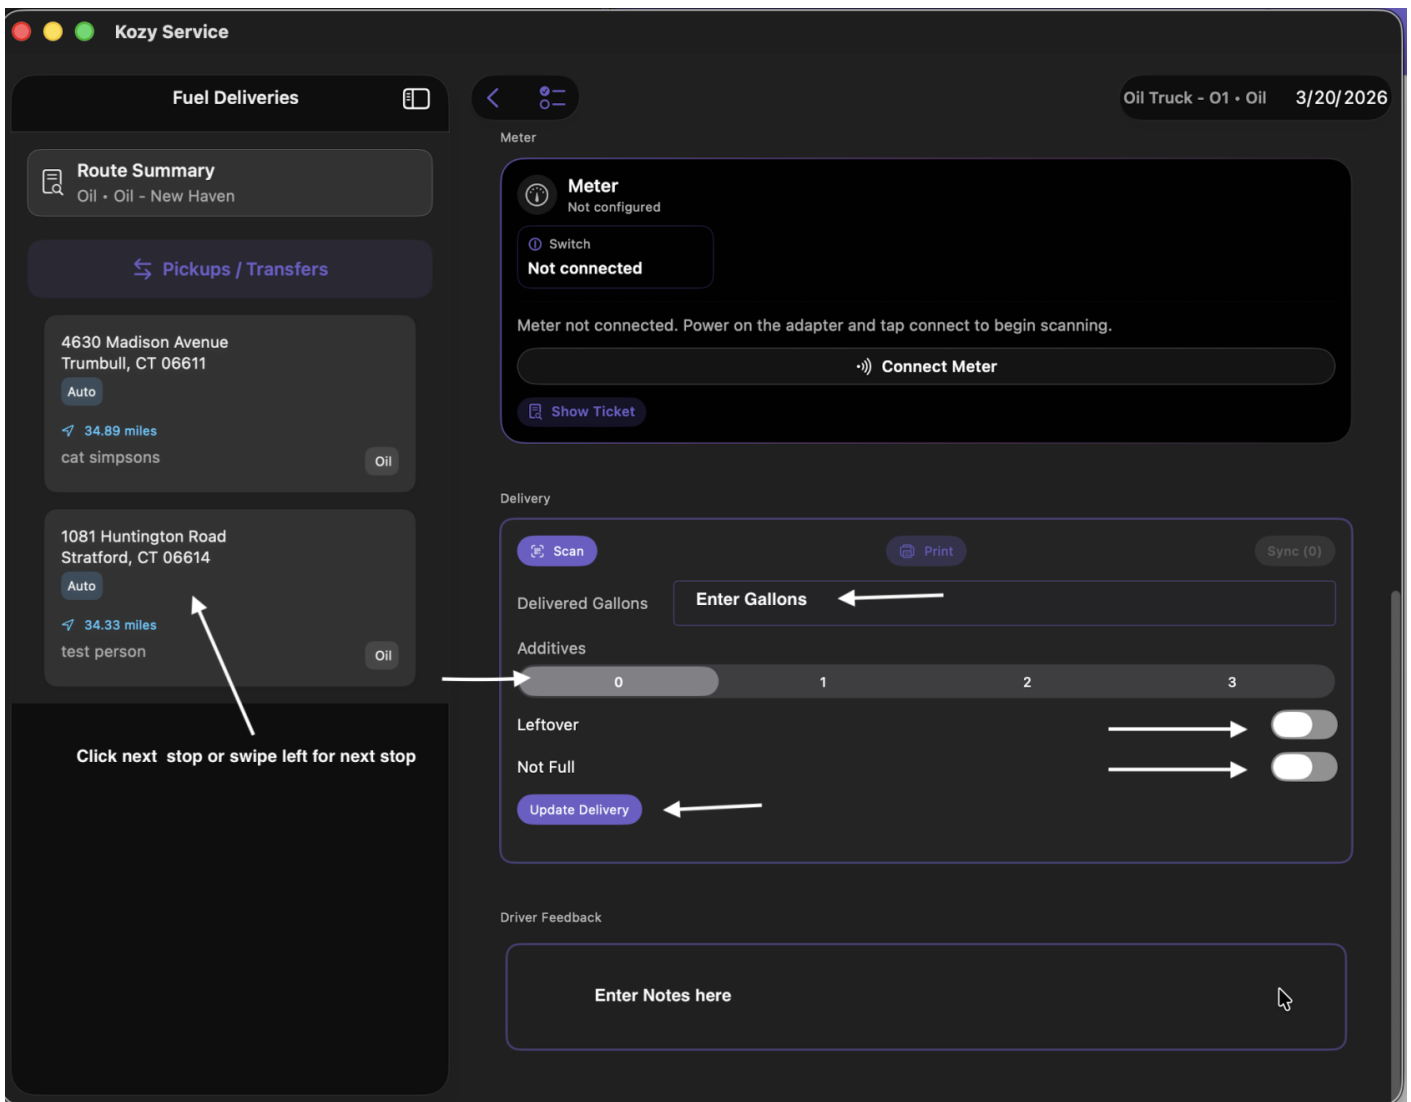 Kozy Service
Fuel Deliveries
Oil Truck - O1 • Oil 3/20/2026
Route Summary
Oil • Oil - New Haven
Pickups / Transfers
4630 Madison Avenue
Trumbull, CT 06611
Auto
34.89 miles
cat simpsons
Oil
1081 Huntington Road
Stratford, CT 06614
Auto
34.33 miles
test person
Oil
Click next stop or swipe left for next stop
Meter
Meter
Not configured
Switch
Not connected
Meter not connected. Power on the adapter and tap connect to begin scanning.
Connect Meter
Show Ticket
Delivery
Scan
Print
Sync (0)
Delivered Gallons Enter Gallons
Additives
0 1 2 3
Leftover
Not Full
Update Delivery
Driver Feedback
Enter Notes here